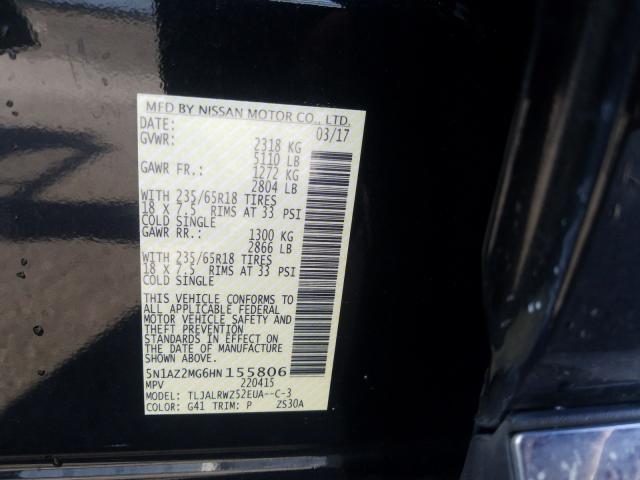 MFD BY NISSAN MOTOR CO., LTD.
DATE: 03/17
GVWR: 2318 KG
5110 LB
GAWR FR.: 1272 KG
2804 LB
WITH 235/65R18 TIRES
18 X 7.5 RIMS AT 33 PSI
COLD SINGLE
GAWR RR.: 1300 KG
2866 LB
WITH 235/65R18 TIRES
18 X 7.5 RIMS AT 33 PSI
COLD SINGLE
THIS VEHICLE CONFORMS TO
ALL APPLICABLE FEDERAL
MOTOR VEHICLE SAFETY AND
THEFT PREVENTION
STANDARDS IN EFFECT ON
THE DATE OF MANUFACTURE
SHOWN ABOVE.
5N1AZ2MG6HN155806
MPV 220415
MODEL: TLJALRWZ52EUA--C-3
COLOR: G41 TRIM: P ZS30A